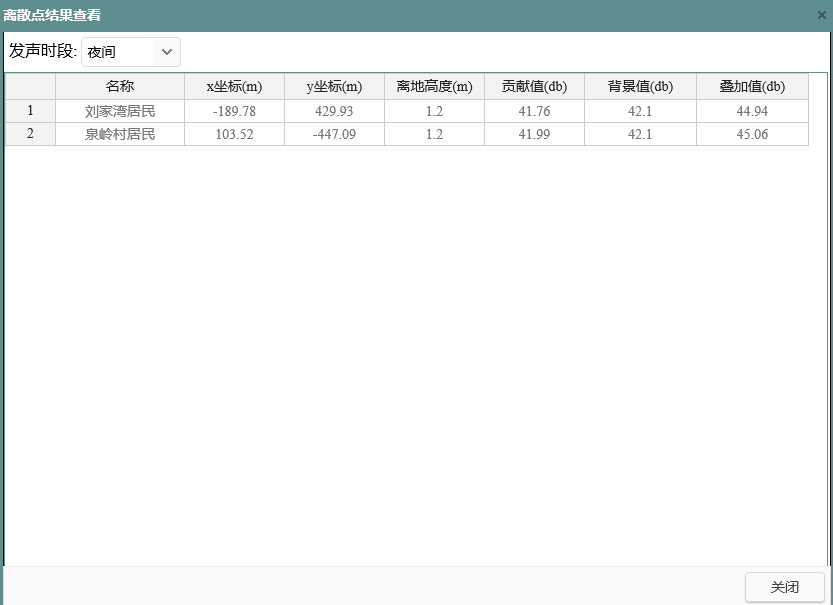 离散点结果查看
发声时段: 夜间
名称 x坐标(m) y坐标(m) 离地高度(m) 贡献值(db) 背景值(db) 叠加值(db)
1 刘家湾居民 -189.78 429.93 1.2 41.76 42.1 44.94
2 泉岭村居民 103.52 -447.09 1.2 41.99 42.1 45.06
关闭